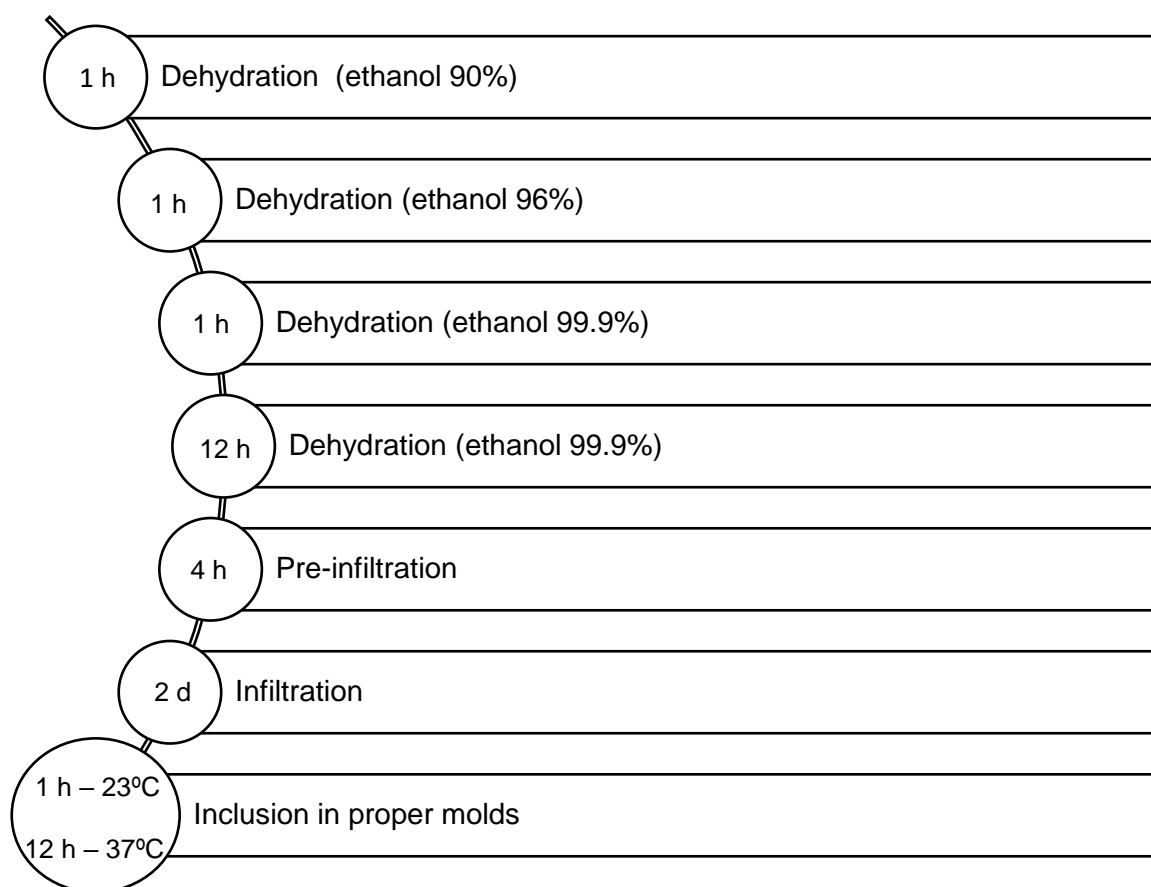 1 h Dehydration (ethanol 90%)
1 h Dehydration (ethanol 96%)
1 h Dehydration (ethanol 99.9%)
12 h Dehydration (ethanol 99.9%)
4 h Pre-infiltration
2 d Infiltration
1 h – 23ºC
12 h – 37ºC
Inclusion in proper molds